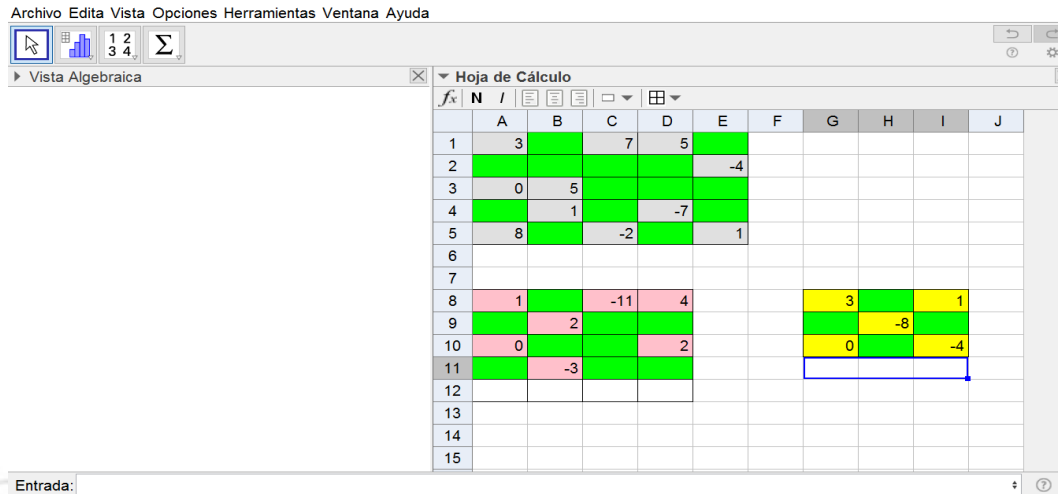 Archivo Edita Vista Opciones Herramientas Ventana Ayuda
1 2
3 4 Σ
Vista Algebraica
Hoja de Cálculo
fx N I
A B C D E F G H I J
1 3 7 5
2 -4
3 0 5
4 1 -7
5 8 -2 1
6
7
8 1 -11 4 3 1
9 2 -8
10 0 2 0 -4
11 -3
12
13
14
15
Entrada: